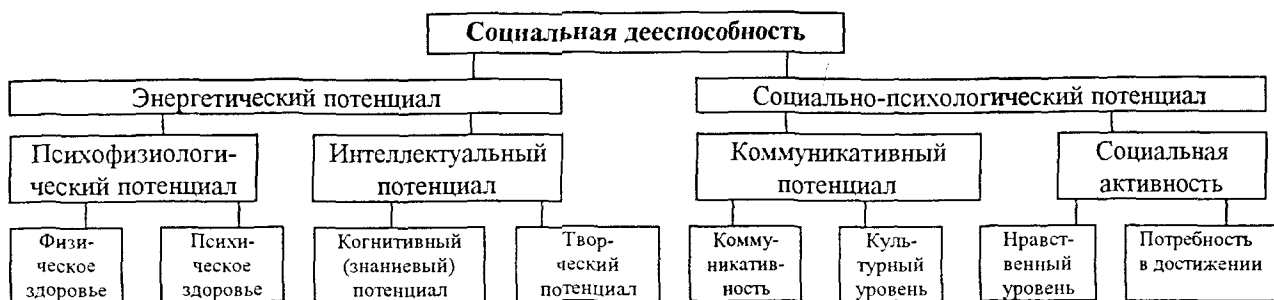 Социальная дееспособность
Энергетический потенциал
Социально-психологический потенциал
Психофизиологи-
ческий потенциал
Интеллектуальный
потенциал
Коммуникативный
потенциал
Социальная
активность
Физи-
ческое
здоровье
Психи-
ческое
здоровье
Когнитивный
(знаниевый)
потенциал
Твор-
ческий
потенциал
Комму-
никатив-
ность
Куль-
турный
уровень
Нравст-
венный
уровень
Потребность
в достижении